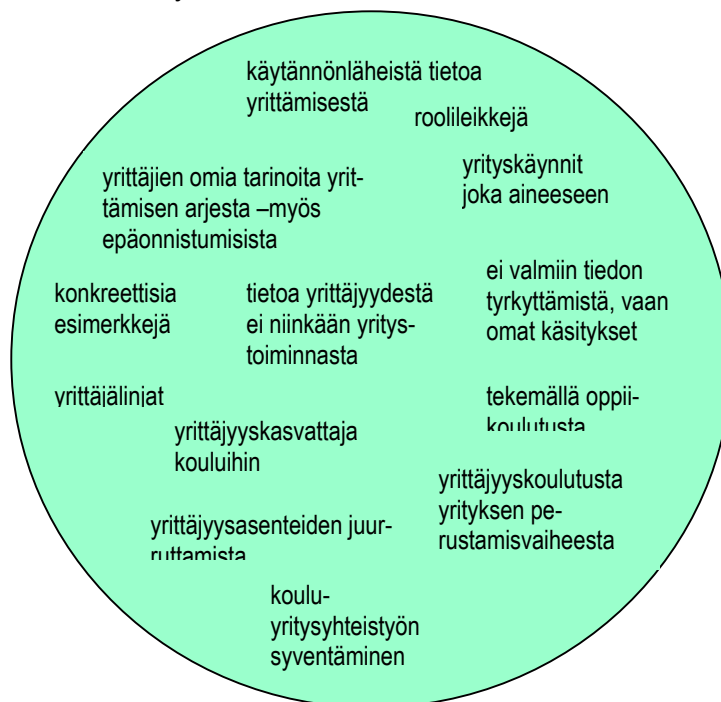 käytännönläheistä tietoa
yrittämisestä
roolileikkejä
yrityskäynnit
joka aineeseen
yrittäjien omia tarinoita yrit-
tämisen arjesta –myös
epäonnistumisista
ei valmiin tiedon
tyrkyttämistä, vaan
omat käsitykset
konkreettisia
esimerkkejä
tietoa yrittäjyydestä
ei niinkään yritys-
toiminnasta
yrittäjälinjat
tekemällä oppii-
koulutusta
yrittäjyyskasvattaja
kouluihin
yrittäjyyskoulutusta
yrityksen pe-
rustamisvaiheesta
yrittäjyysasenteiden juur-
ruttamista
koulu-
yritysyhteistyön
syventäminen